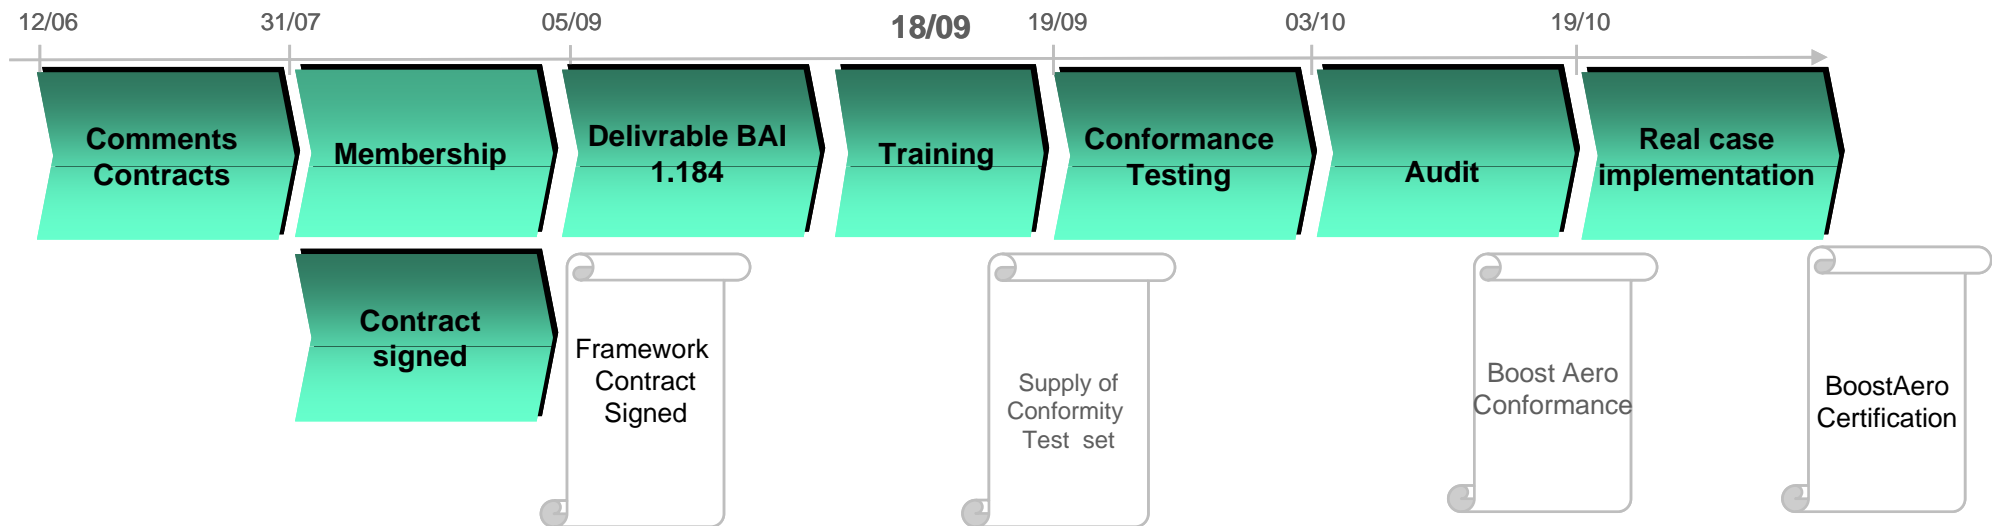 12/06
31/07
05/09
18/09
19/09
03/10
19/10
Comments
Contracts
Membership
Delivrable BAI
1.184
Training
Conformance
Testing
Audit
Real case
implementation
Contract
signed
Framework
Contract
Signed
Supply of
Conformity
Test set
Boost Aero
Conformance
BoostAero
Certification